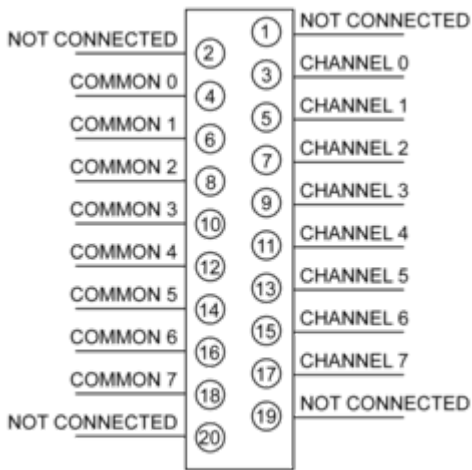 1 NOT CONNECTED
NOT CONNECTED 2
3 CHANNEL 0
COMMON 0 4
5 CHANNEL 1
COMMON 1 6
7 CHANNEL 2
COMMON 2 8
9 CHANNEL 3
COMMON 3 10
11 CHANNEL 4
COMMON 4 12
13 CHANNEL 5
COMMON 5 14
15 CHANNEL 6
COMMON 6 16
17 CHANNEL 7
COMMON 7 18
19 NOT CONNECTED
NOT CONNECTED 20